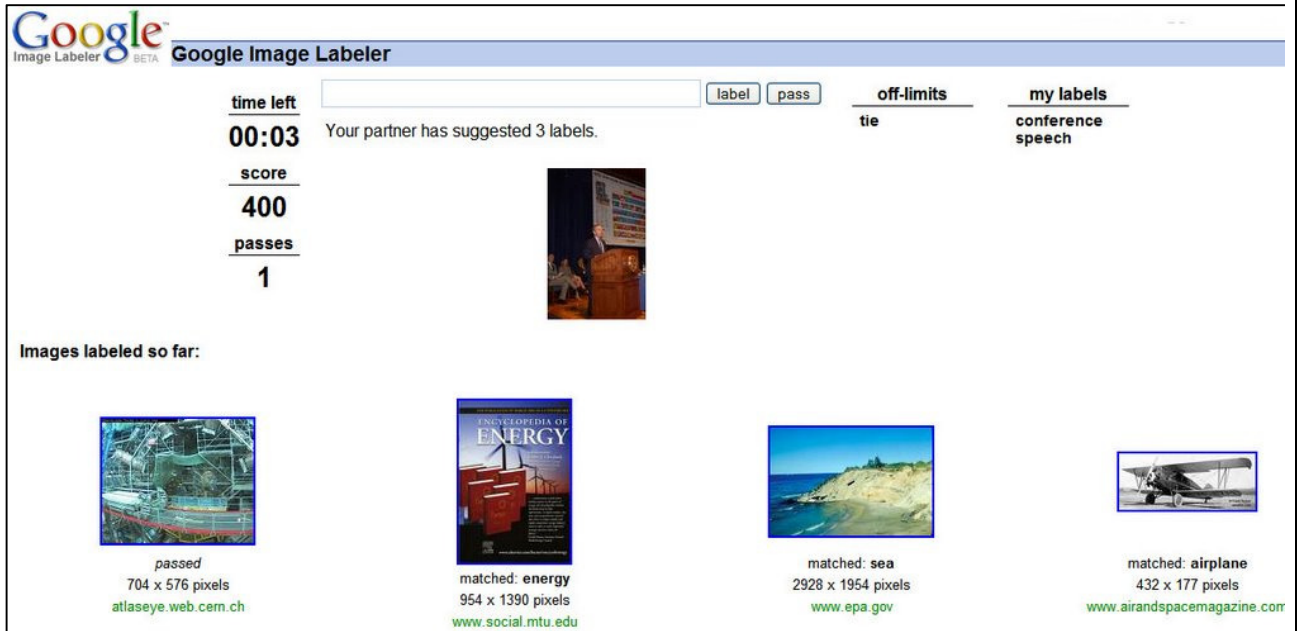 Google™
Image Labeler BETA
Google Image Labeler
time left
00:03
score
400
passes
1
label
pass
Your partner has suggested 3 labels.
off-limits
tie
my labels
conference
speech
Images labeled so far:
passed
704 x 576 pixels
atlaseye.web.cern.ch
ENCYCLOPEDIA OF
ENERGY
matched: energy
954 x 1390 pixels
www.social.mtu.edu
matched: sea
2928 x 1954 pixels
www.epa.gov
matched: airplane
432 x 177 pixels
www.airandspacemagazine.com